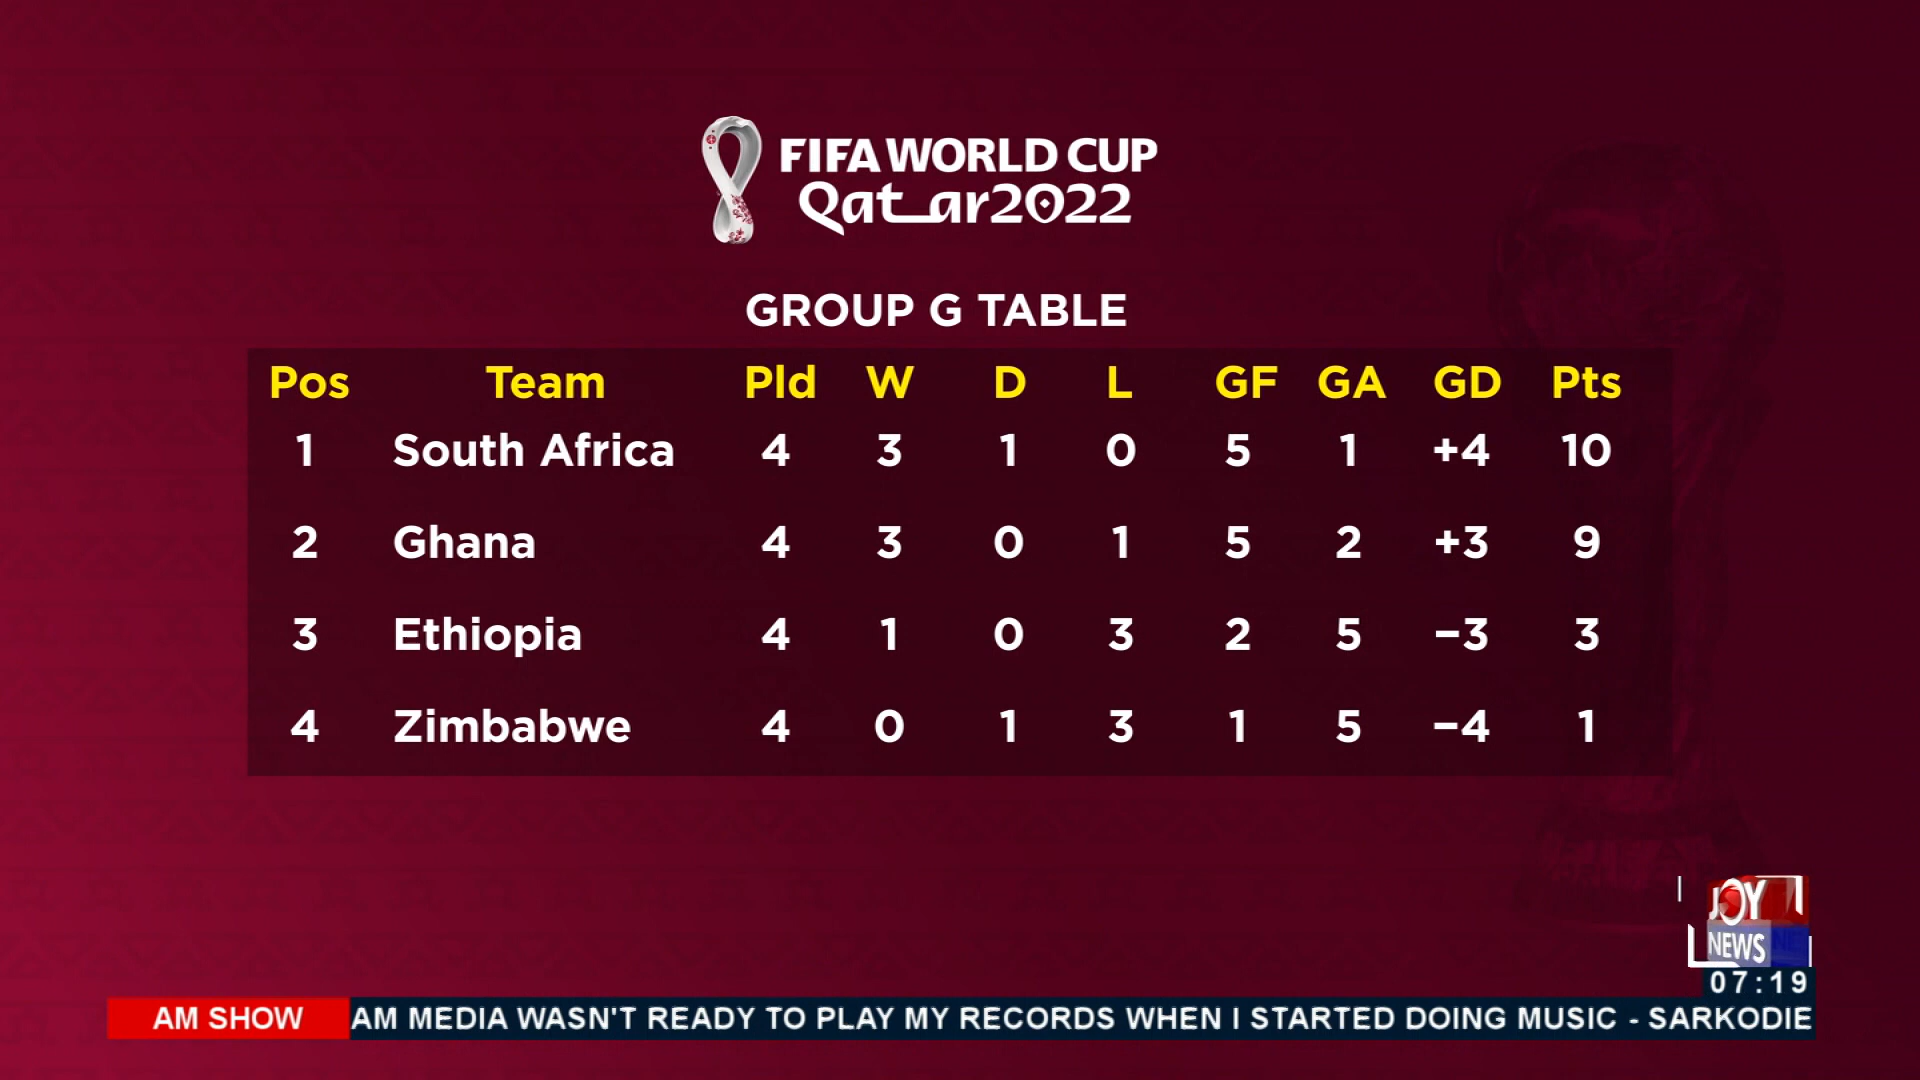 FIFA WORLD CUP
Qatar2022
GROUP G TABLE
Pos Team Pld W D L GF GA GD Pts
1 South Africa 4 3 1 0 5 1 +4 10
2 Ghana 4 3 0 1 5 2 +3 9
3 Ethiopia 4 1 0 3 2 5 −3 3
4 Zimbabwe 4 0 1 3 1 5 −4 1
JOY
NEWS
07:19
AM SHOW AM MEDIA WASN'T READY TO PLAY MY RECORDS WHEN I STARTED DOING MUSIC - SARKODIE